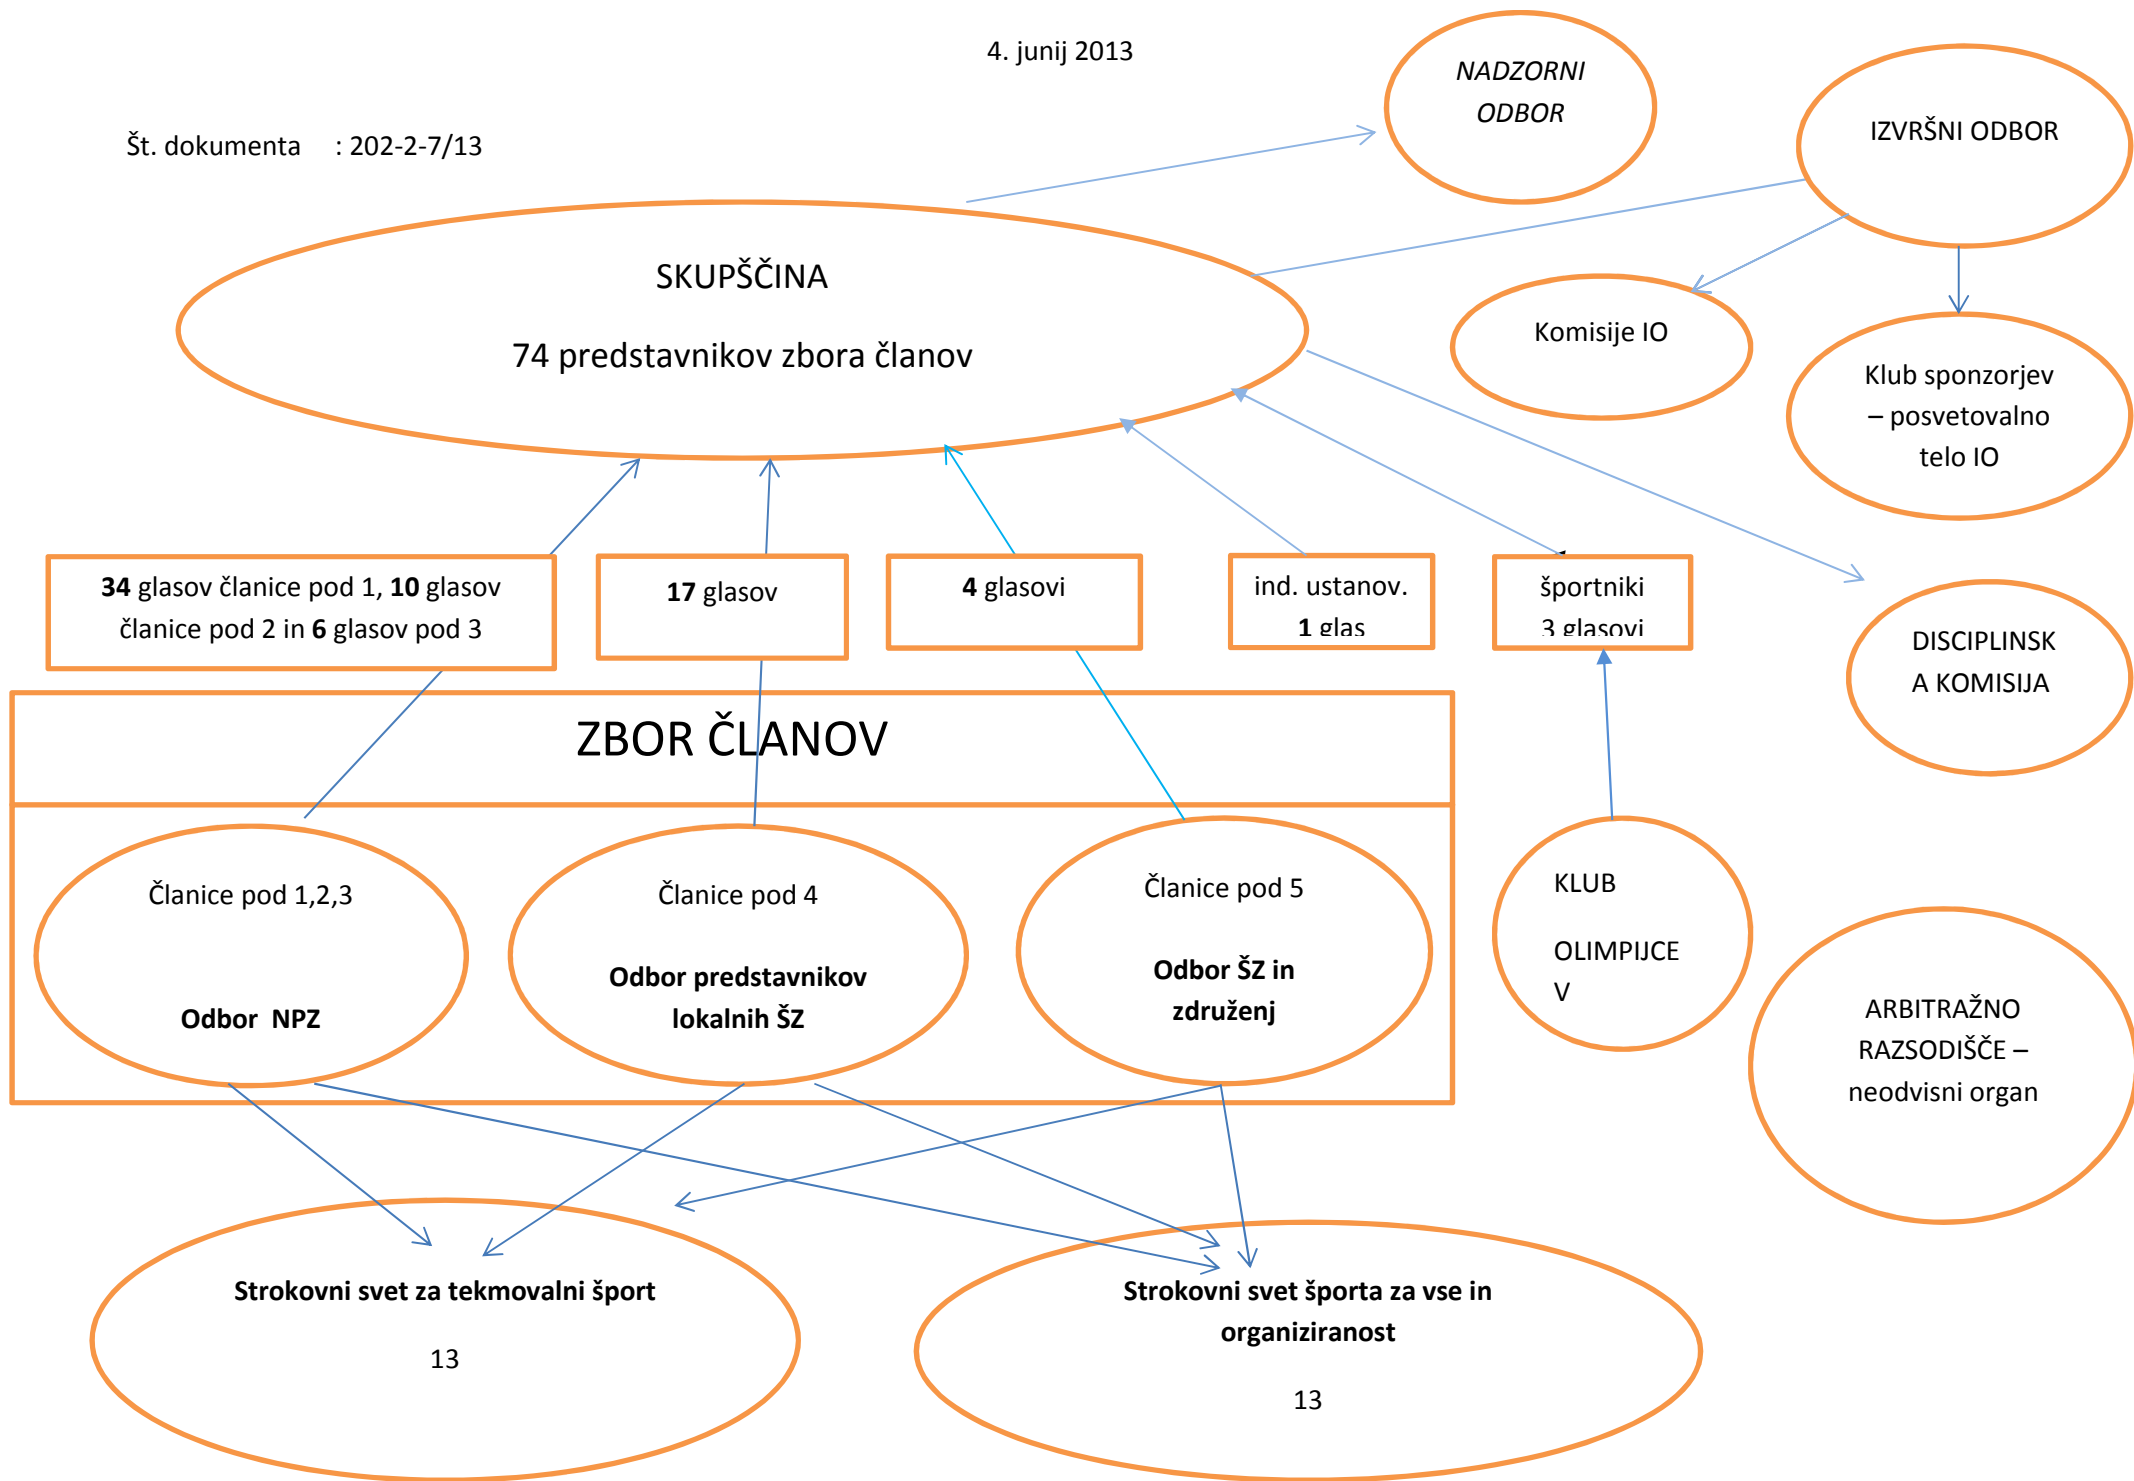 4. junij 2013
NADZORNI
ODBOR
IZVRŠNI ODBOR
Št. dokumenta : 202-2-7/13
SKUPŠČINA
74 predstavnikov zbora članov
Komisije IO
Klub sponzorjev
– posvetovalno
telo IO
34 glasov članice pod 1, 10 glasov
članice pod 2 in 6 glasov pod 3
17 glasov
4 glasovi
ind. ustanov.
1 glas
športniki
3 glasovi
DISCIPLINSK
A KOMISIJA
ZBOR ČLANOV
Članice pod 1,2,3
Odbor NPZ
Članice pod 4
Odbor predstavnikov
lokalnih ŠZ
Članice pod 5
Odbor ŠZ in
združenj
KLUB
OLIMPIJCE
V
ARBITRAŽNO
RAZSODIŠČE –
neodvisni organ
Strokovni svet za tekmovalni šport
13
Strokovni svet športa za vse in
organiziranost
13